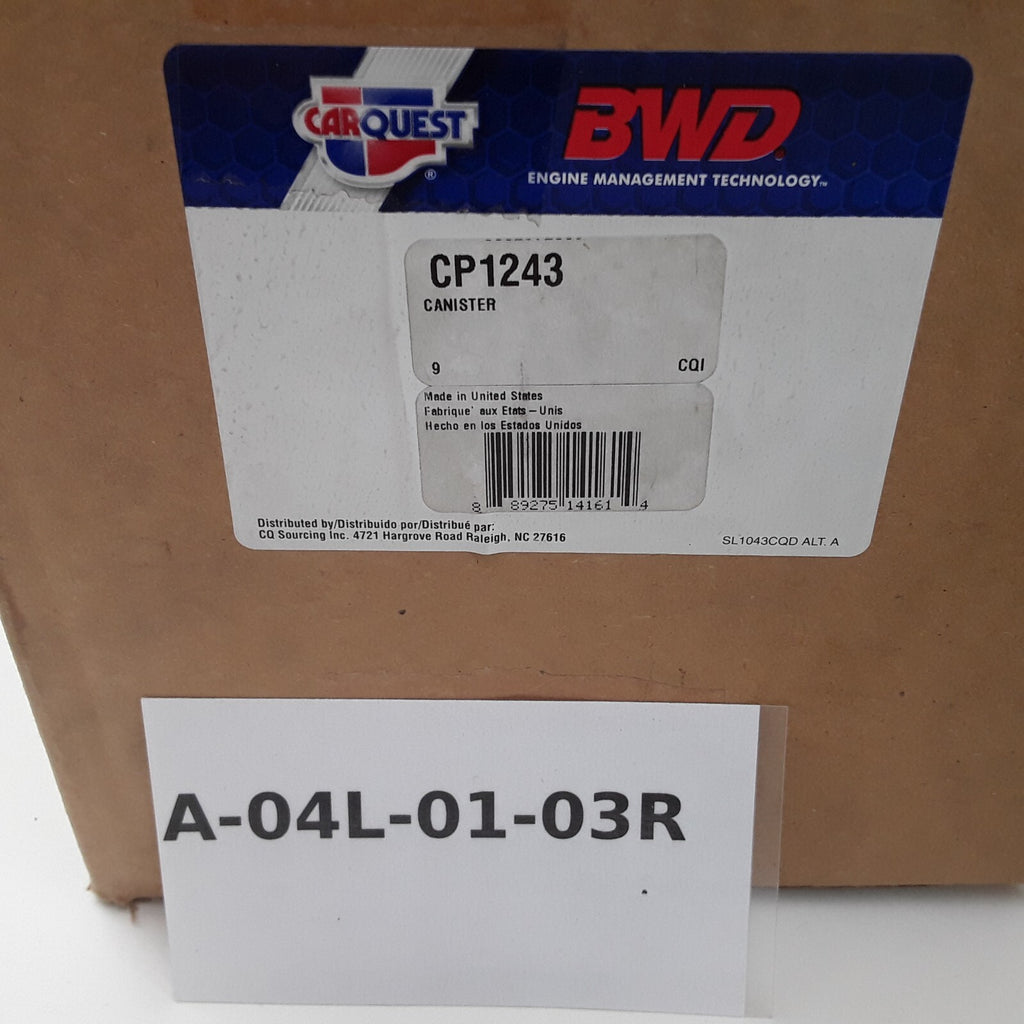 CARQUEST
®
BWD
ENGINE MANAGEMENT TECHNOLOGY™
CP1243
CANISTER
9 CQI
Made in United States
Fabrique' aux Etats – Unis
Hecho en los Estados Unidos
8 89275 14161 4
Distributed by/Distribuido por/Distribué par:
CQ Sourcing Inc. 4721 Hargrove Road Raleigh, NC 27616
SL1043CQD ALT. A
A-04L-01-03R